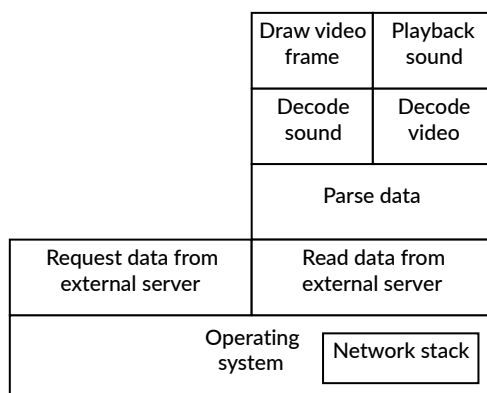 Draw video
frame
Playback
sound
Decode
sound
Decode
video
Parse data
Request data from
external server
Read data from
external server
Operating
system
Network stack